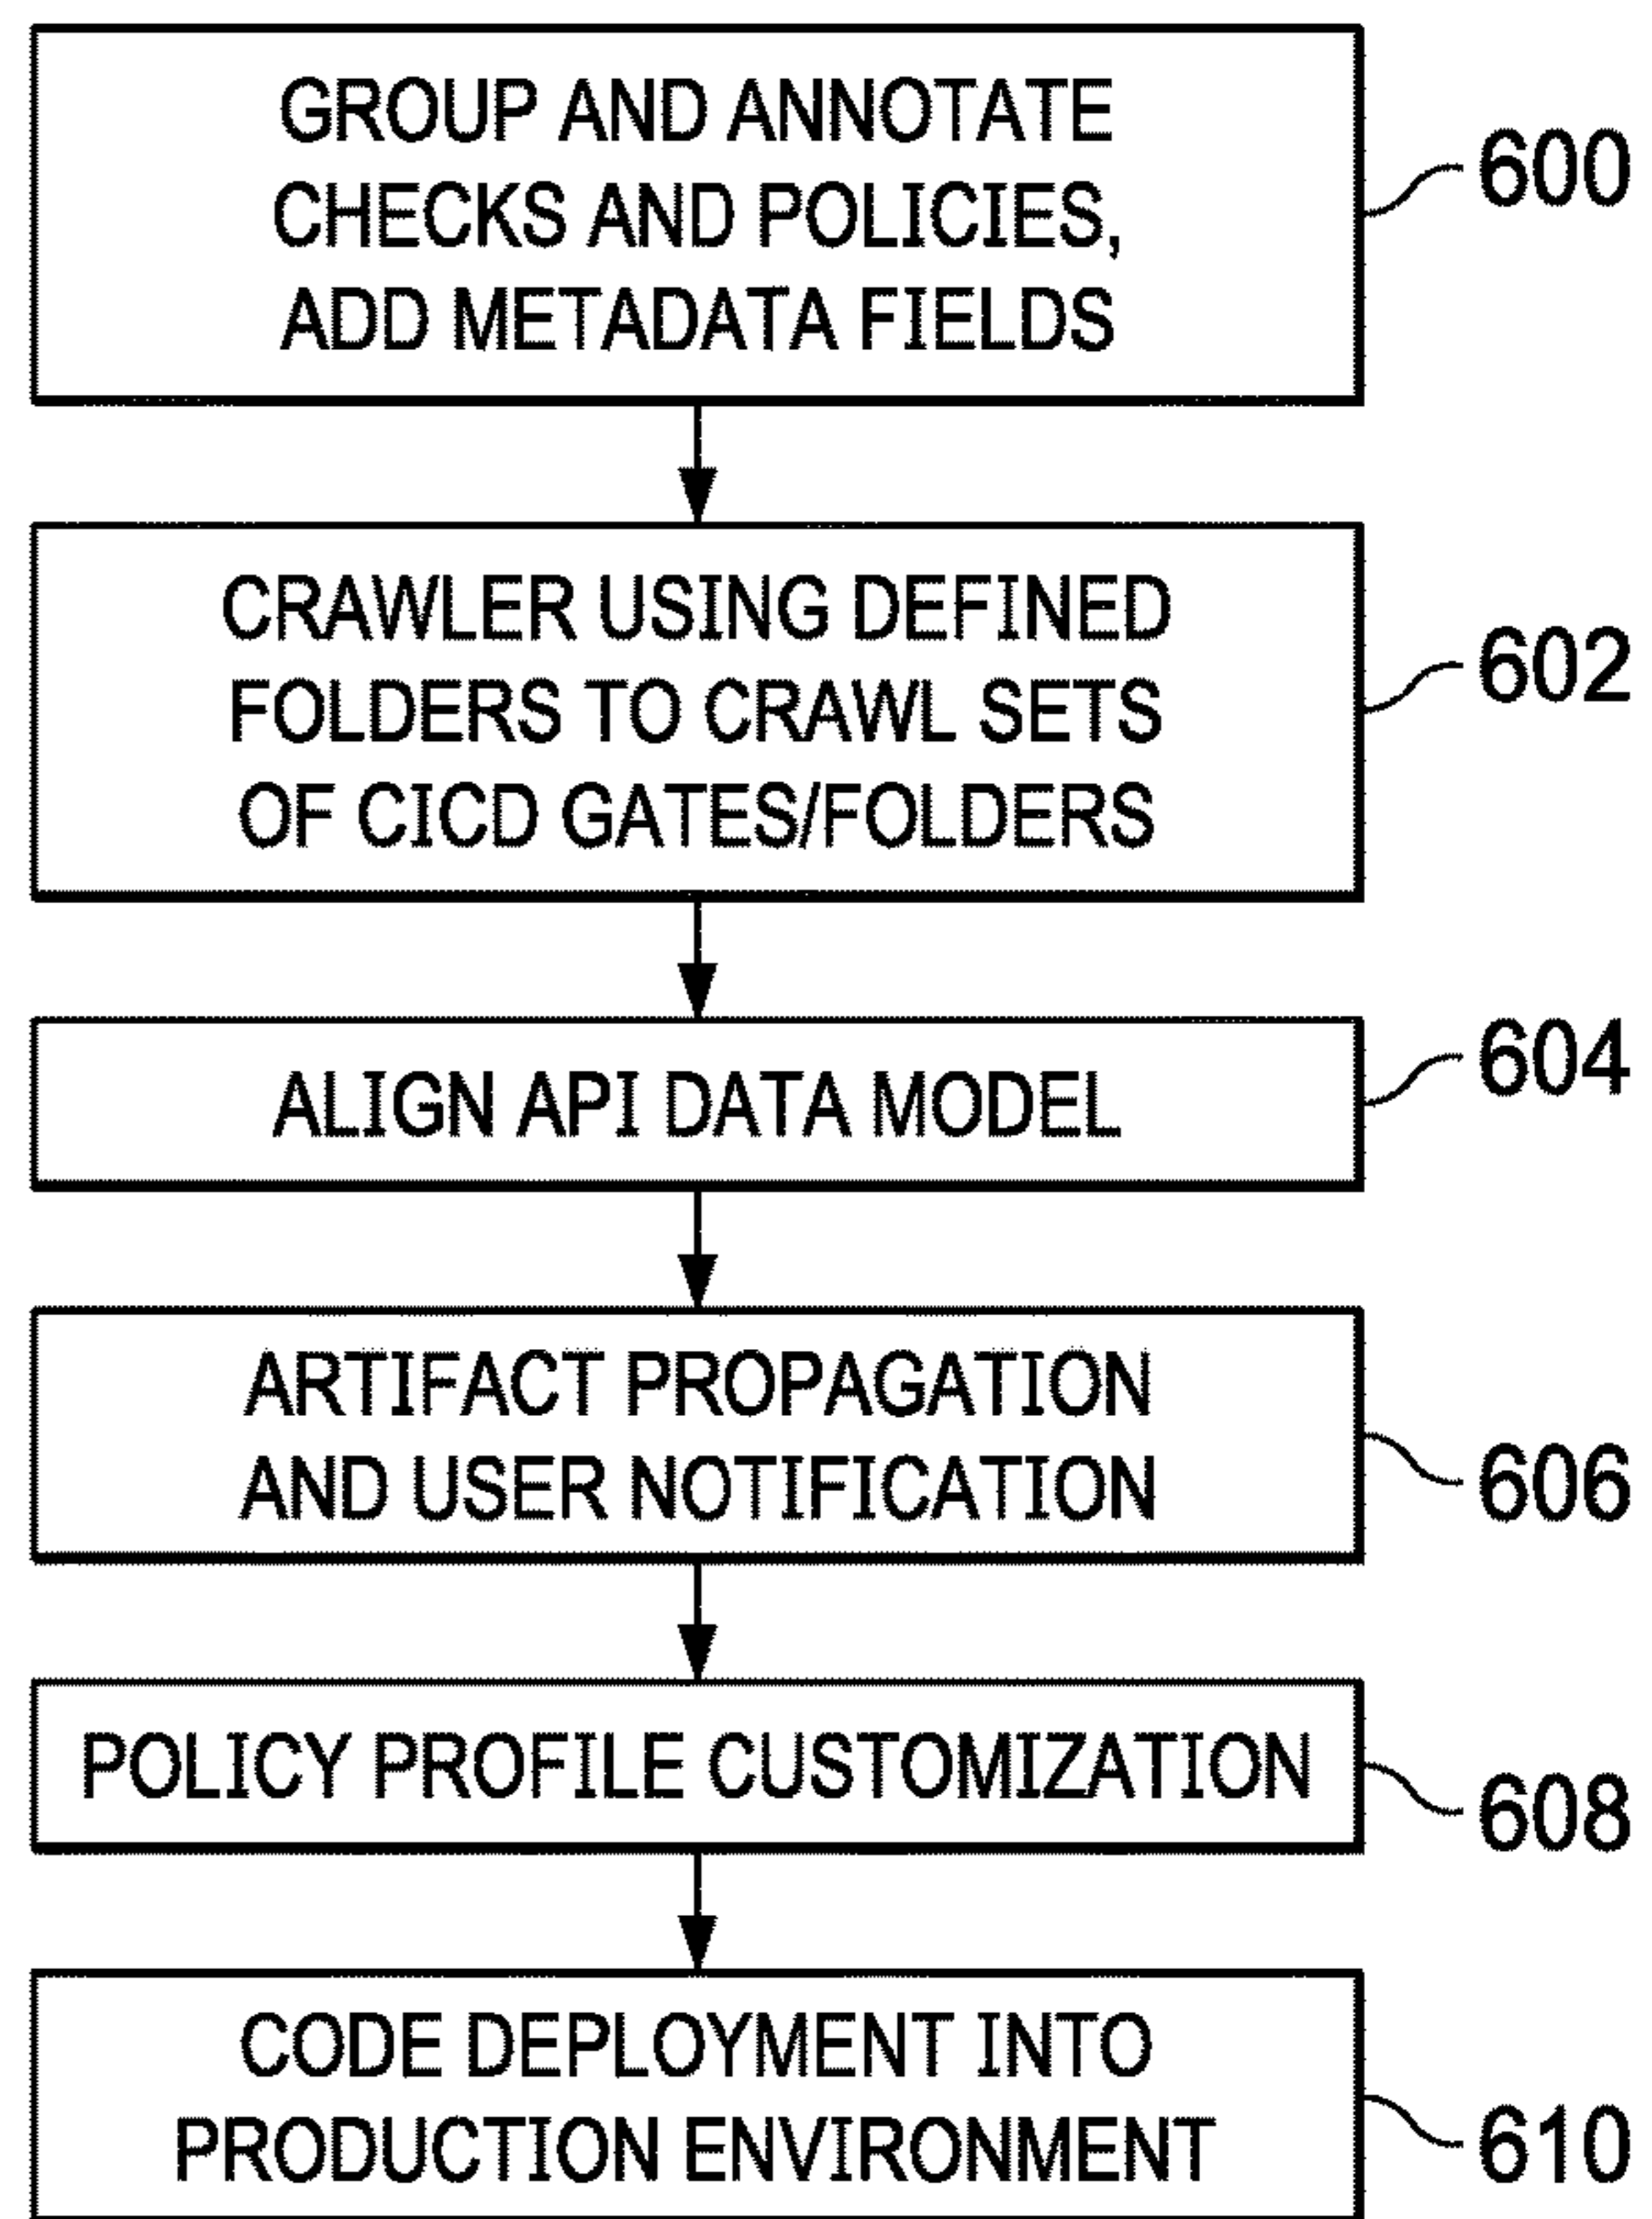 GROUP AND ANNOTATE
CHECKS AND POLICIES,
ADD METADATA FIELDS
600
CRAWLER USING DEFINED
FOLDERS TO CRAWL SETS
OF CICD GATES/FOLDERS
602
ALIGN API DATA MODEL
604
ARTIFACT PROPAGATION
AND USER NOTIFICATION
606
POLICY PROFILE CUSTOMIZATION
608
CODE DEPLOYMENT INTO
PRODUCTION ENVIRONMENT
610